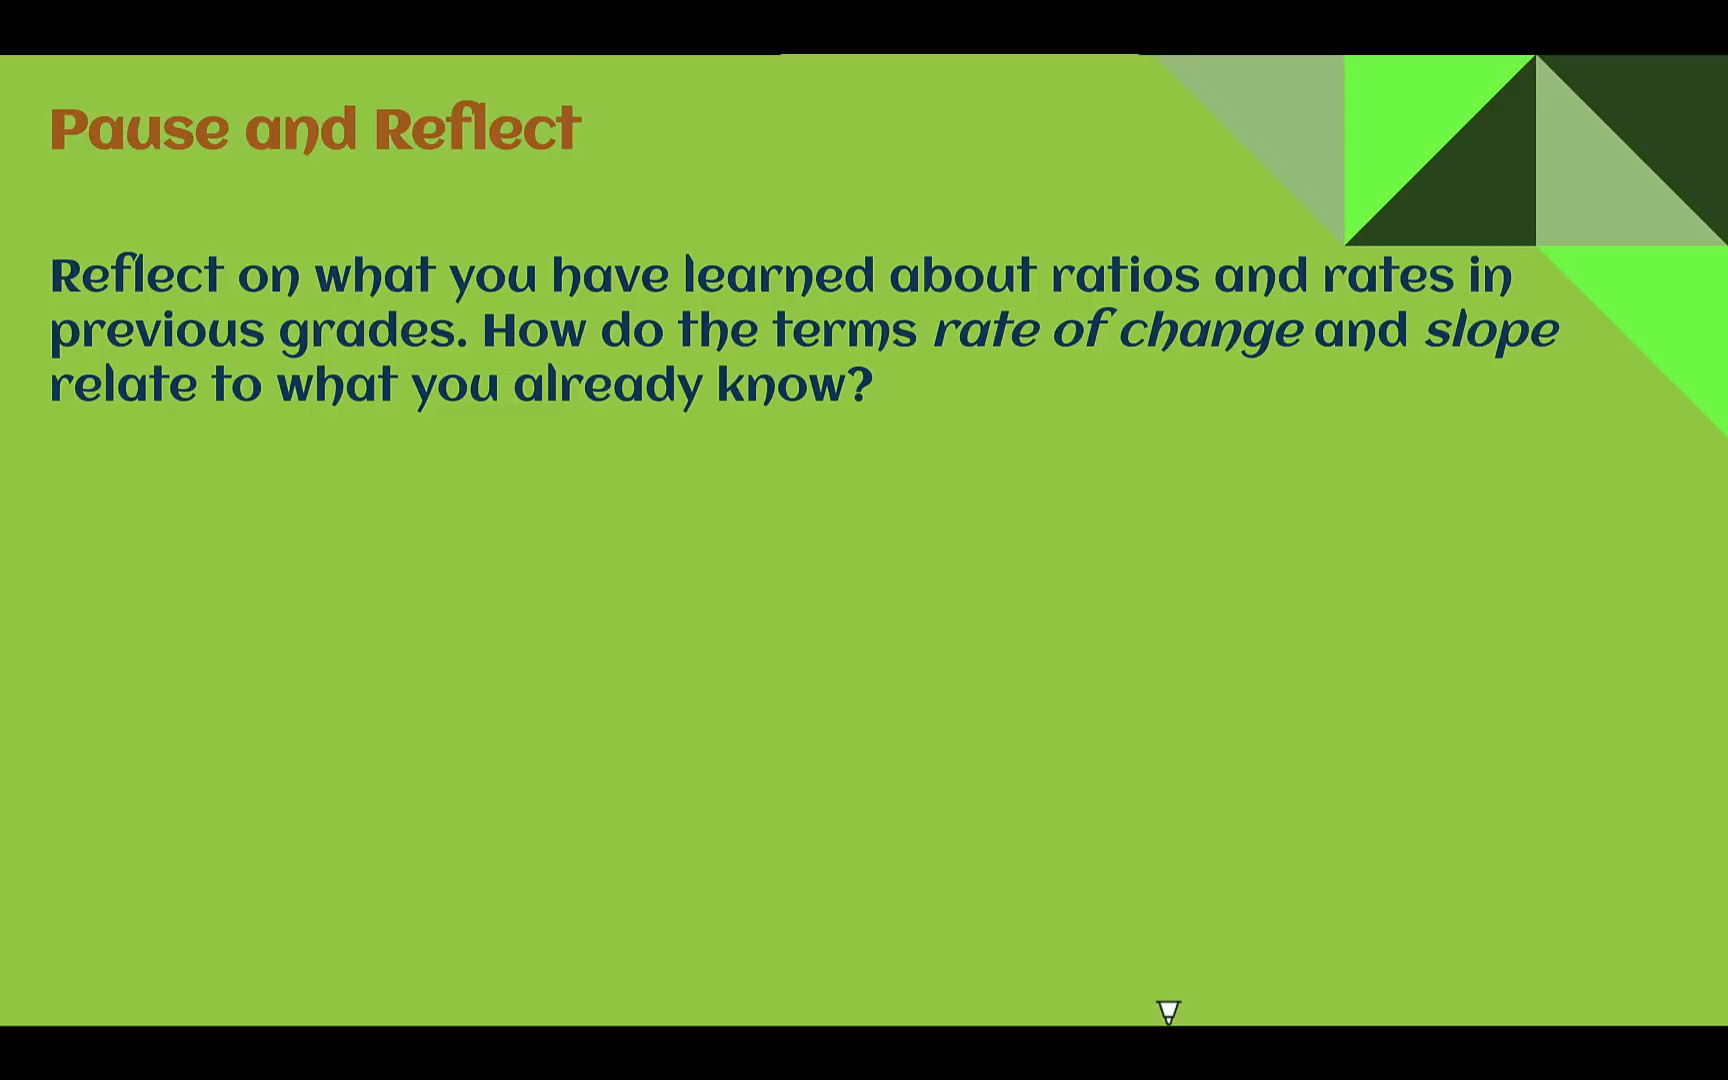 Pause and Reflect
Reflect on what you have learned about ratios and rates in
previous grades. How do the terms rate of change and slope
relate to what you already know?